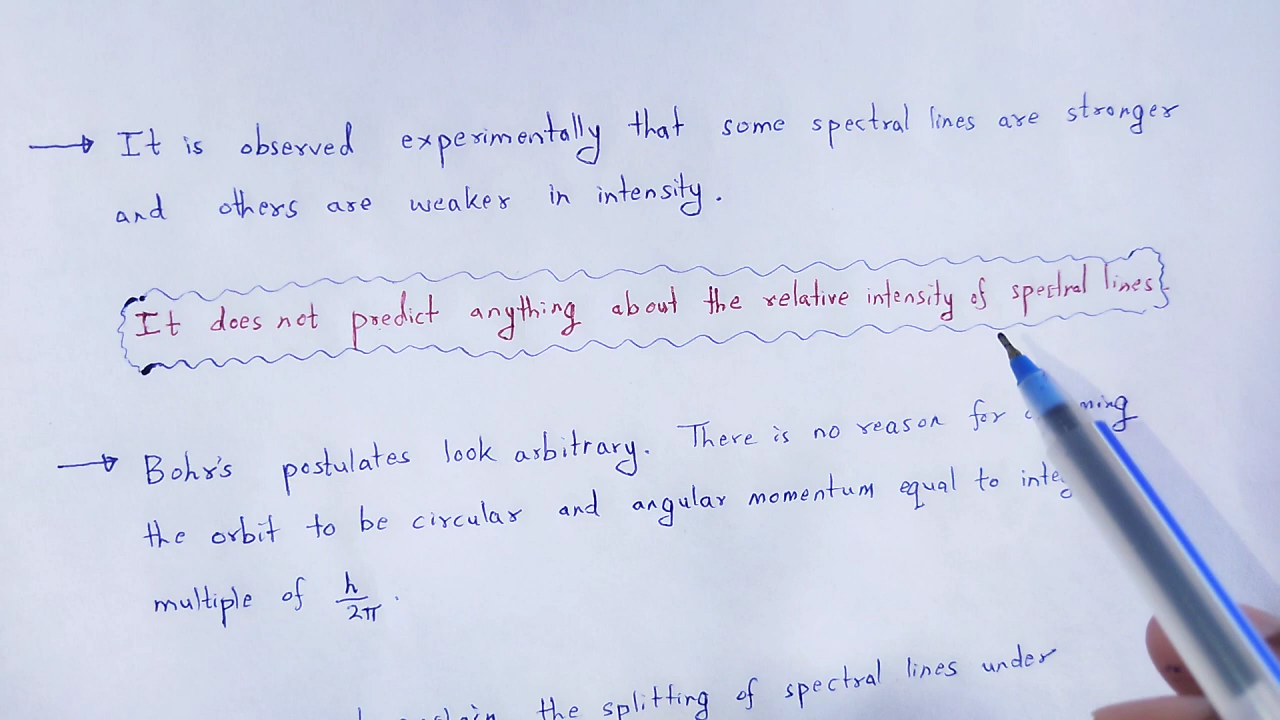 → It is observed experimentally that some spectral lines are stronger
and others are weaker in intensity.
It does not predict anything about the relative intensity of spectral lines
→ Bohr's postulates look arbitrary. There is no reason for
the orbit to be circular and angular momentum equal to
multiple of h/2π.
the splitting of spectral lines under